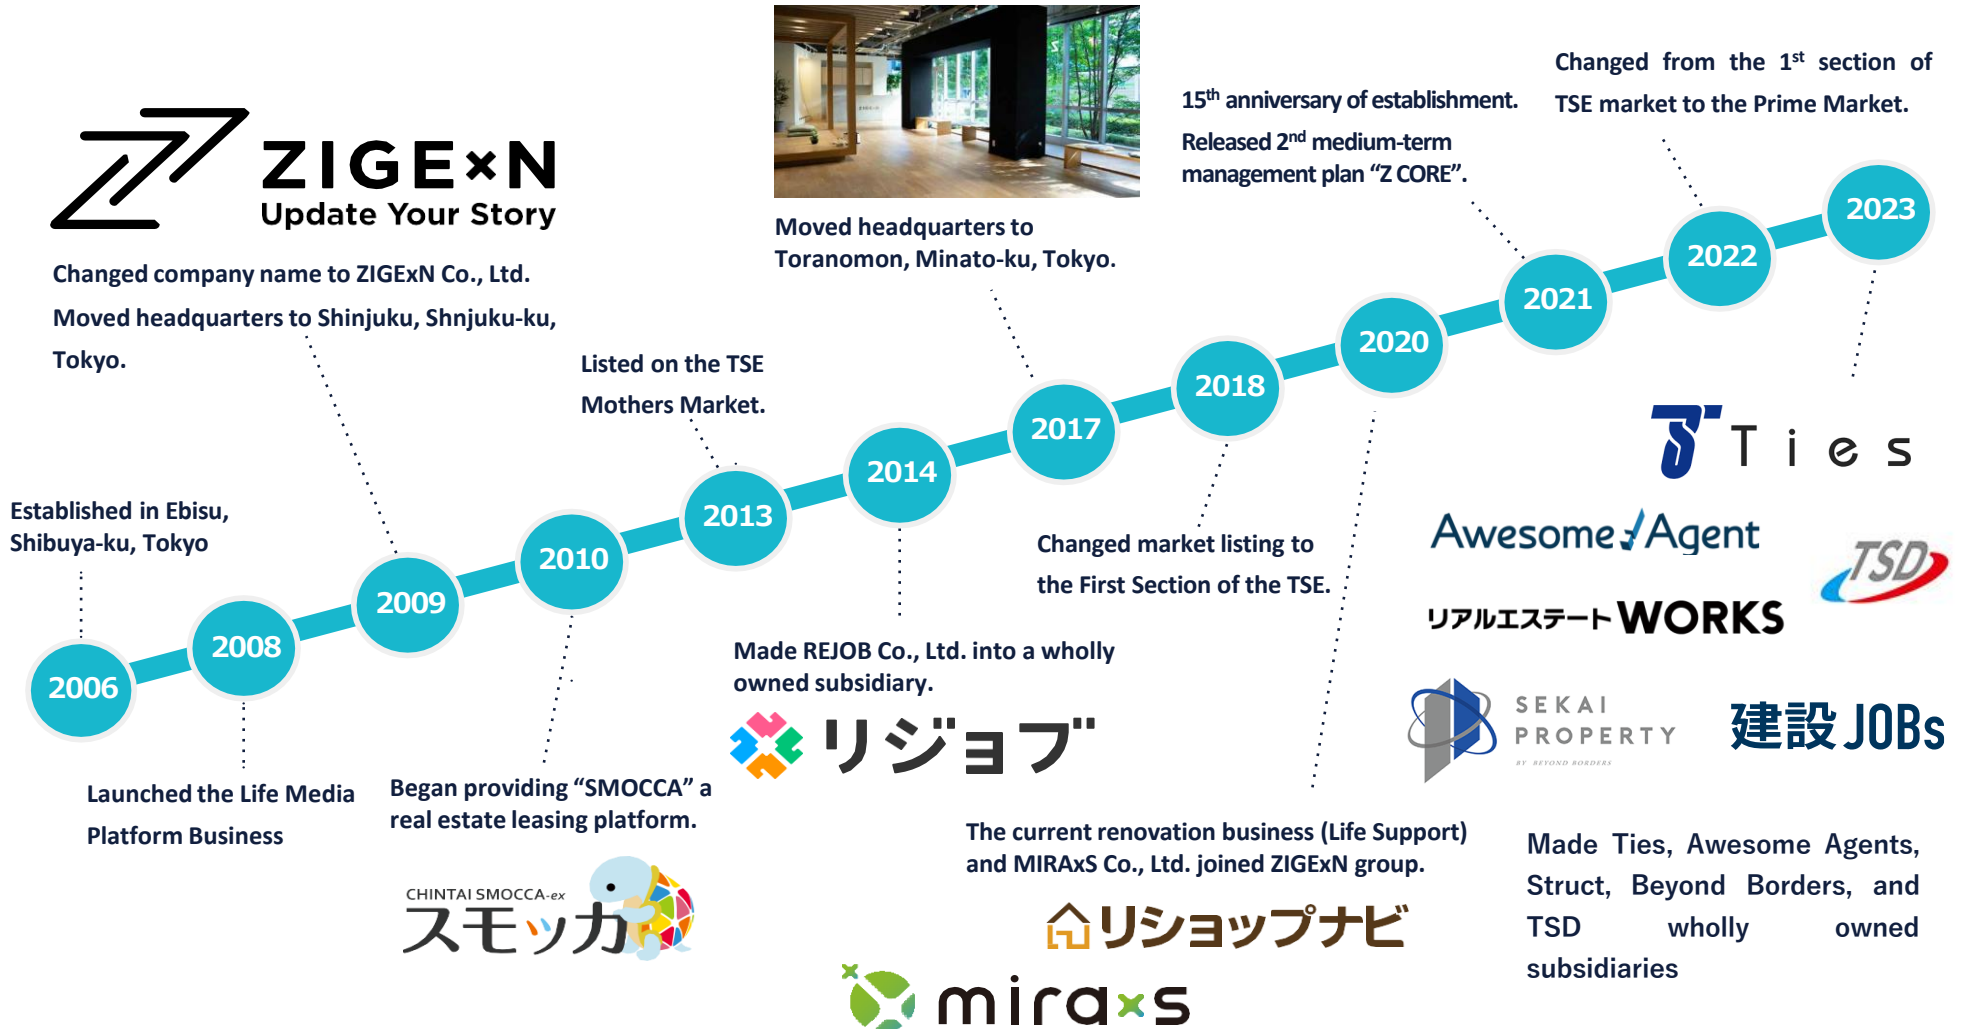 ZIGExN
Update Your Story
Changed company name to ZIGExN Co., Ltd.
Moved headquarters to Shinjuku, Shnjuku-ku,
Tokyo.
Established in Ebisu,
Shibuya-ku, Tokyo
2006
2008
Launched the Life Media
Platform Business
2009
2010
Began providing “SMOCCA” a
real estate leasing platform.
CHINTAI SMOCCA-ex
スモッカ
Listed on the TSE
Mothers Market.
2013
2014
Made REJOB Co., Ltd. into a wholly
owned subsidiary.
リジョブ
Moved headquarters to
Toranomon, Minato-ku, Tokyo.
2017
2018
Changed market listing to
the First Section of the TSE.
2020
The current renovation business (Life Support)
and MIRAxS Co., Ltd. joined ZIGExN group.
リショップナビ
miraxs
15th anniversary of establishment.
Released 2nd medium-term
management plan “Z CORE”.
2021
Changed from the 1st section of
TSE market to the Prime Market.
2022
2023
Ties
Awesome Agent
TSD
リアルエステートWORKS
SEKAI
PROPERTY
BY BEYOND BORDERS
建設JOBs
Made Ties, Awesome Agents,
Struct, Beyond Borders, and
TSD wholly owned
subsidiaries